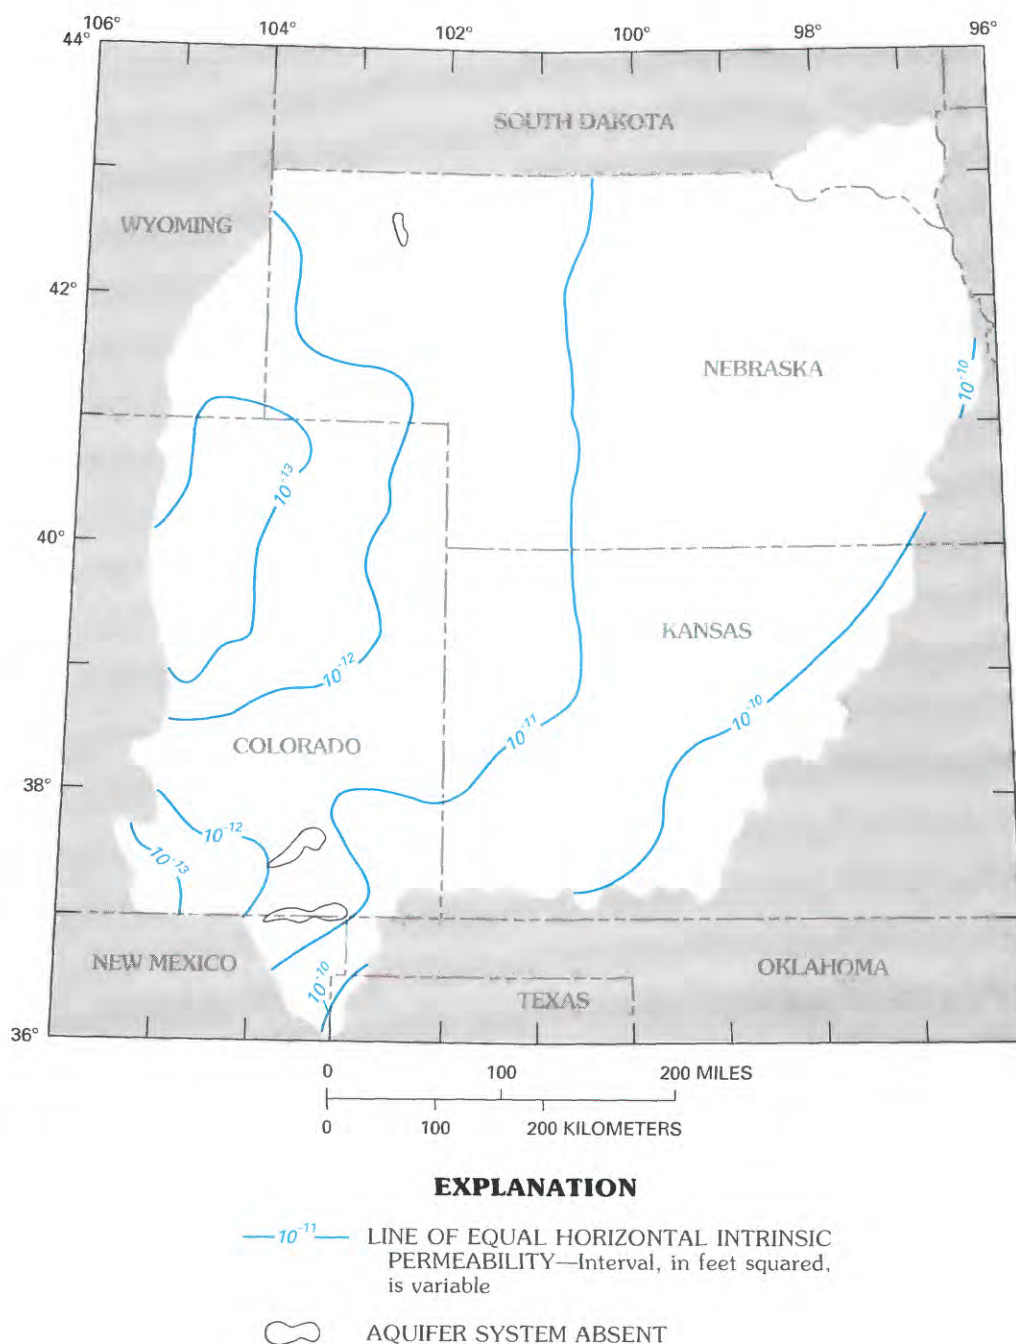 106° 104° 102° 100° 98° 96°
44°
SOUTH DAKOTA
WYOMING
42°
NEBRASKA
10⁻¹⁰
10⁻¹³
40°
KANSAS
10⁻¹²
10⁻¹⁰
10⁻¹¹
COLORADO
38°
10⁻¹²
10⁻¹³
NEW MEXICO
10⁻¹⁰
OKLAHOMA
TEXAS
36°
0 100 200 MILES
0 100 200 KILOMETERS
EXPLANATION
10⁻¹¹ LINE OF EQUAL HORIZONTAL INTRINSIC
PERMEABILITY—Interval, in feet squared,
is variable
AQUIFER SYSTEM ABSENT